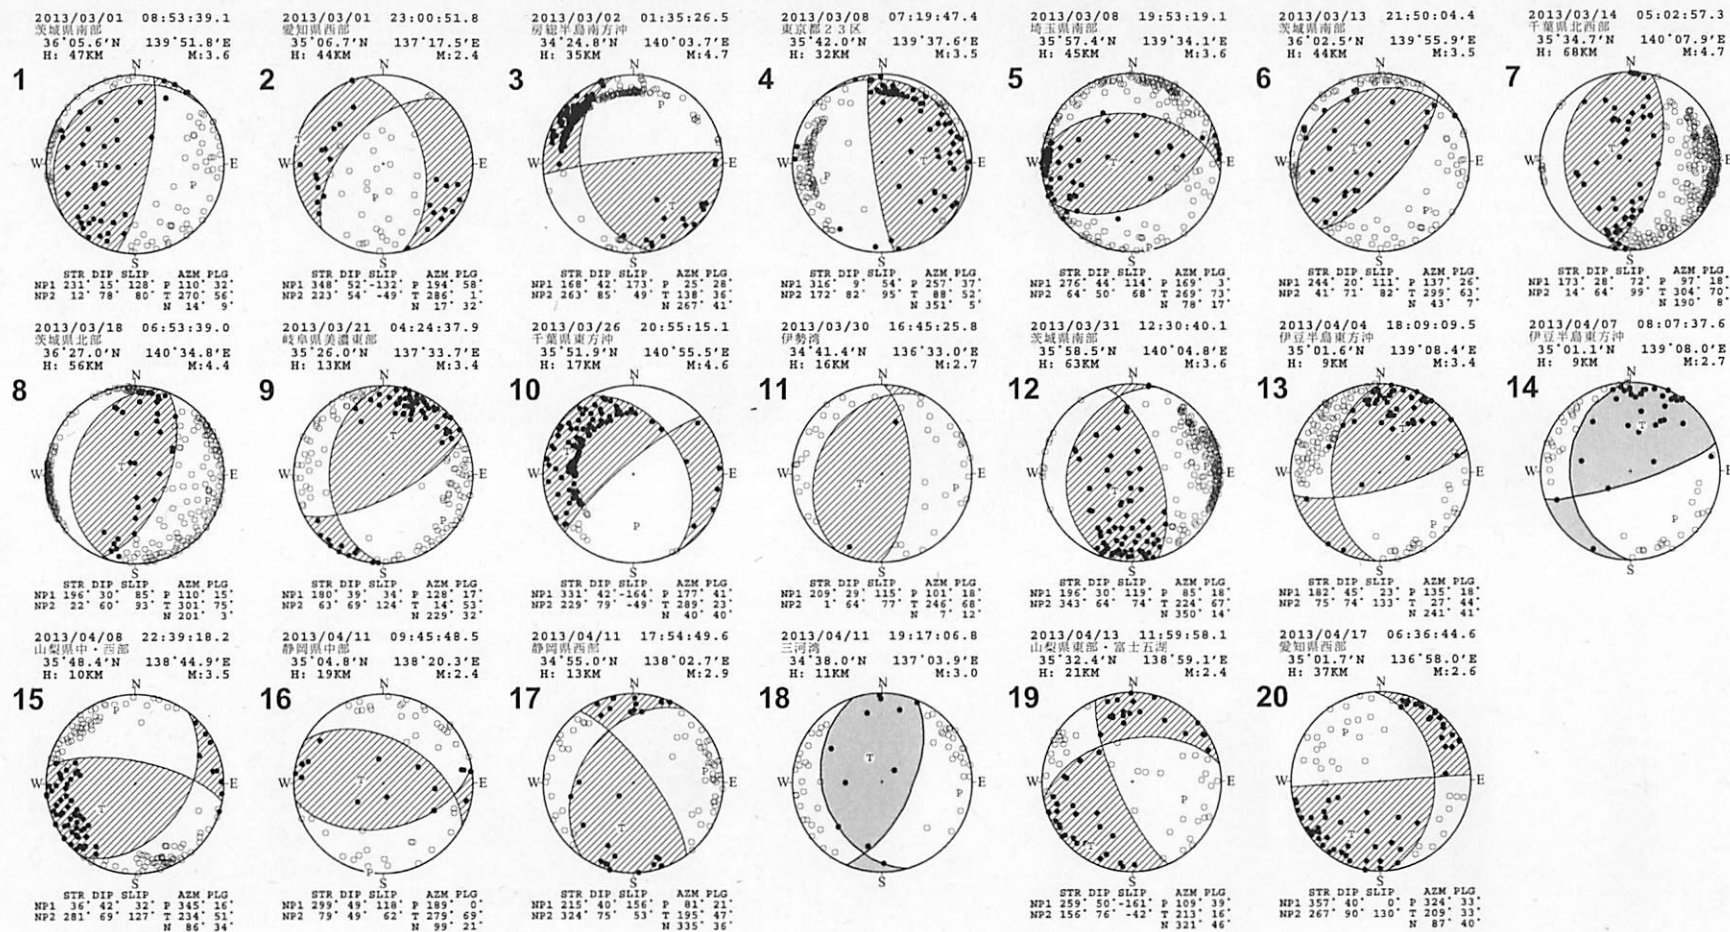 2013/03/01 08:53:39.1
茨城県南部
36°05.6'N 139°51.8'E
H: 47KM M:3.6
1
N
W
E
S
T
P
STR DIP SLIP AZM PLG
NP1 231° 15° 128° P 110° 32°
NP2 12° 78° 80° T 270° 56°
N 14° 9°
2013/03/01 23:00:51.8
愛知県西部
35°06.7'N 137°17.5'E
H: 44KM M:2.4
2
N
W
E
S
T
P
STR DIP SLIP AZM PLG
NP1 348° 52° -132° P 194° 58°
NP2 223° 54° -49° T 286° 1°
N 17° 32°
2013/03/02 01:35:26.5
房総半島南方沖
34°24.8'N 140°03.7'E
H: 35KM M:4.7
3
N
W
E
S
P
T
STR DIP SLIP AZM PLG
NP1 168° 42° 173° P 25° 28°
NP2 263° 85° 49° T 138° 36°
N 267° 41°
2013/03/08 07:19:47.4
東京都23区
35°42.0'N 139°37.6'E
H: 32KM M:3.5
4
N
W
E
S
T
P
STR DIP SLIP AZM PLG
NP1 316° 9° 54° P 257° 37°
NP2 172° 82° 95° T 88° 52°
N 351° 5°
2013/03/08 19:53:19.1
埼玉県南部
35°57.4'N 139°34.1'E
H: 45KM M:3.6
5
N
W
E
S
T
P
STR DIP SLIP AZM PLG
NP1 276° 44° 114° P 169° 3°
NP2 64° 50° 68° T 269° 73°
N 78° 17°
2013/03/13 21:50:04.4
茨城県南部
36°02.5'N 139°55.9'E
H: 44KM M:3.5
6
N
W
E
S
T
P
STR DIP SLIP AZM PLG
NP1 244° 20° 111° P 137° 26°
NP2 41° 71° 82° T 299° 63°
N 43° 7°
2013/03/14 05:02:57.3
千葉県北西部
35°34.7'N 140°07.9'E
H: 68KM M:4.7
7
N
W
E
S
T
P
STR DIP SLIP AZM PLG
NP1 173° 28° 72° P 97° 18°
NP2 14° 64° 99° T 304° 70°
N 190° 8°
2013/03/18 06:53:39.0
茨城県北部
36°27.0'N 140°34.8'E
H: 56KM M:4.4
8
N
W
E
S
T
P
STR DIP SLIP AZM PLG
NP1 196° 30° 85° P 110° 15°
NP2 22° 60° 93° T 301° 75°
N 201° 3°
2013/03/21 04:24:37.9
岐阜県美濃東部
35°26.0'N 137°33.7'E
H: 13KM M:3.4
9
N
W
E
S
T
P
STR DIP SLIP AZM PLG
NP1 180° 39° 34° P 128° 17°
NP2 63° 69° 124° T 14° 53°
N 229° 32°
2013/03/26 20:55:15.1
千葉県東方沖
35°51.9'N 140°55.5'E
H: 17KM M:4.6
10
N
W
E
S
T
P
STR DIP SLIP AZM PLG
NP1 331° 42° -164° P 177° 41°
NP2 229° 79° -49° T 289° 23°
N 40° 40°
2013/03/30 16:45:25.8
伊勢湾
34°41.4'N 136°33.0'E
H: 16KM M:2.7
11
N
W
E
S
T
P
STR DIP SLIP AZM PLG
NP1 209° 29° 115° P 101° 18°
NP2 1° 64° 77° T 246° 68°
N 7° 12°
2013/03/31 12:30:40.1
茨城県南部
35°58.5'N 140°04.8'E
H: 63KM M:3.6
12
N
W
E
S
T
P
STR DIP SLIP AZM PLG
NP1 196° 30° 119° P 85° 18°
NP2 343° 64° 74° T 224° 67°
N 350° 14°
2013/04/04 18:09:09.5
伊豆半島東方沖
35°01.6'N 139°08.4'E
H: 9KM M:3.4
13
N
W
E
S
T
P
STR DIP SLIP AZM PLG
NP1 182° 45° 23° P 135° 18°
NP2 75° 74° 133° T 27° 44°
N 241° 41°
2013/04/07 08:07:37.6
伊豆半島東方沖
35°01.1'N 139°08.0'E
H: 9KM M:2.7
14
N
W
E
S
T
P
2013/04/08 22:39:18.2
山梨県中・西部
35°48.4'N 138°44.9'E
H: 10KM M:3.5
15
N
W
E
S
P
T
STR DIP SLIP AZM PLG
NP1 36° 42° 32° P 345° 16°
NP2 281° 69° 127° T 234° 51°
N 86° 34°
2013/04/11 09:45:48.5
静岡県中部
35°04.8'N 138°20.3'E
H: 19KM M:2.4
16
N
W
E
S
T
P
STR DIP SLIP AZM PLG
NP1 299° 49° 118° P 189° 0°
NP2 79° 49° 62° T 279° 69°
N 99° 21°
2013/04/11 17:54:49.6
静岡県西部
34°55.0'N 138°02.7'E
H: 13KM M:2.9
17
N
W
E
S
P
T
STR DIP SLIP AZM PLG
NP1 215° 40° 156° P 81° 21°
NP2 324° 75° 53° T 195° 47°
N 335° 36°
2013/04/11 19:17:06.8
三河湾
34°38.0'N 137°03.9'E
H: 11KM M:3.0
18
N
W
E
S
T
P
2013/04/13 11:59:58.1
山梨県東部・富士五湖
35°32.4'N 138°59.1'E
H: 21KM M:2.4
19
N
W
E
S
P
T
STR DIP SLIP AZM PLG
NP1 259° 50° -161° P 109° 39°
NP2 156° 76° -42° T 213° 16°
N 321° 46°
2013/04/17 06:36:44.6
愛知県西部
35°01.7'N 136°58.0'E
H: 37KM M:2.6
20
N
W
E
S
P
T
STR DIP SLIP AZM PLG
NP1 357° 40° 0° P 324° 33°
NP2 267° 90° 130° T 209° 33°
N 87° 40°